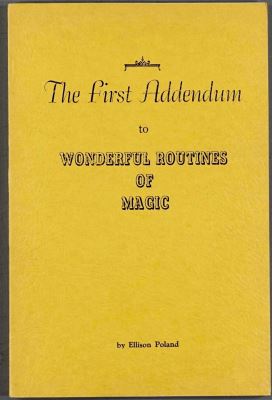 The First Addendum
to
WONDERFUL ROUTINES
OF
MAGIC
by Ellison Poland